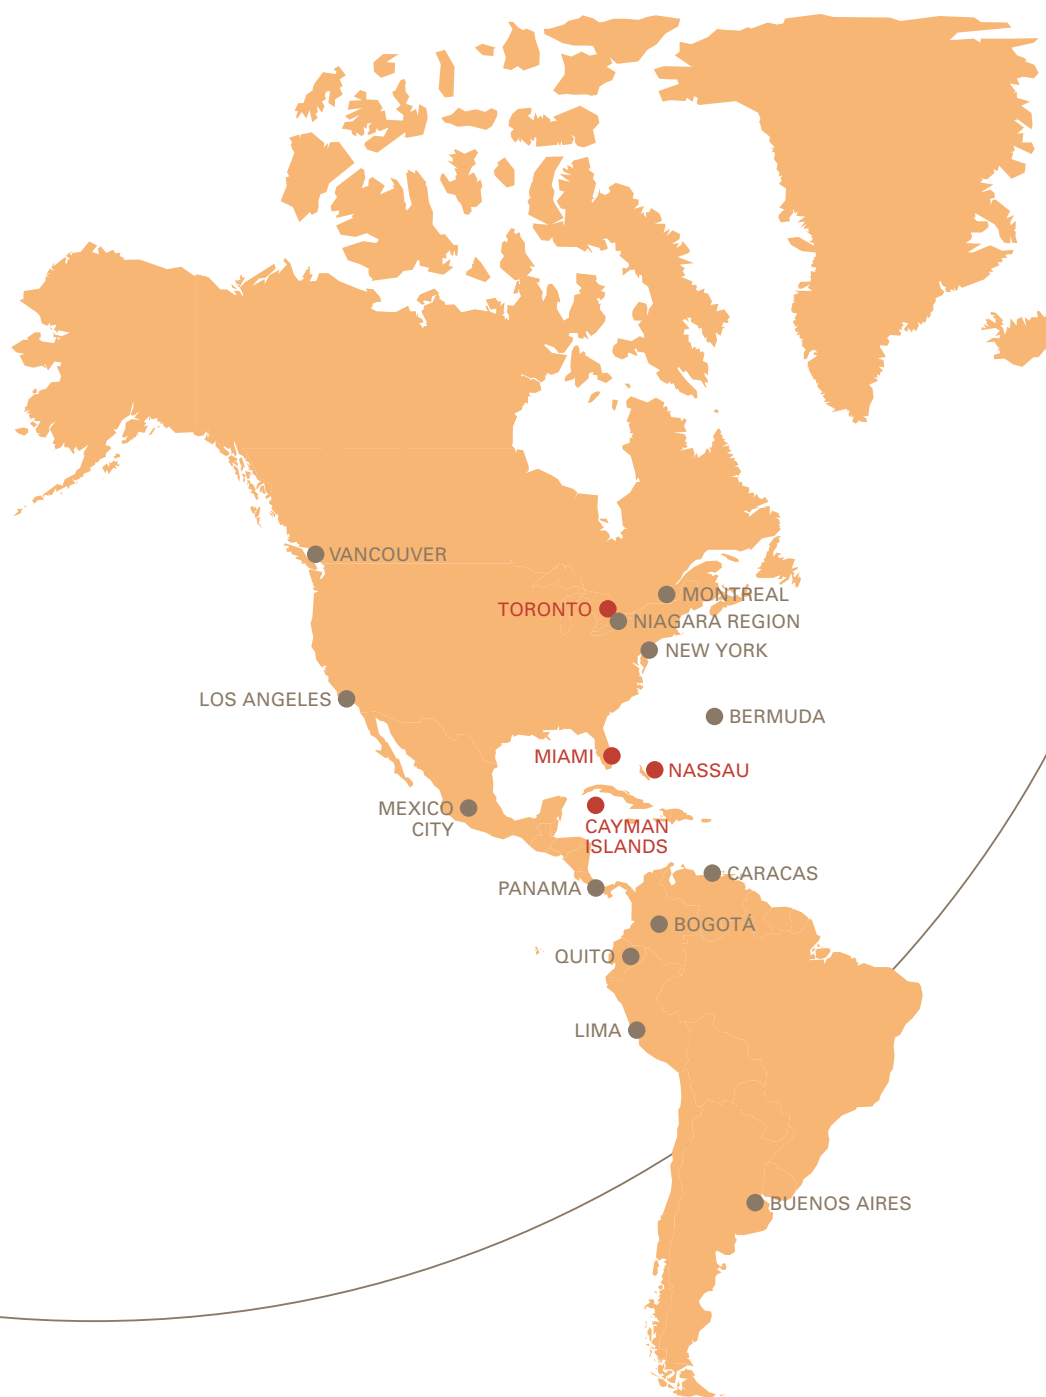 VANCOUVER
MONTREAL
TORONTO
NIAGARA REGION
NEW YORK
LOS ANGELES
BERMUDA
MIAMI
NASSAU
MEXICO
CITY
CAYMAN
ISLANDS
CARACAS
PANAMA
BOGOTÁ
QUITO
LIMA
BUENOS AIRES